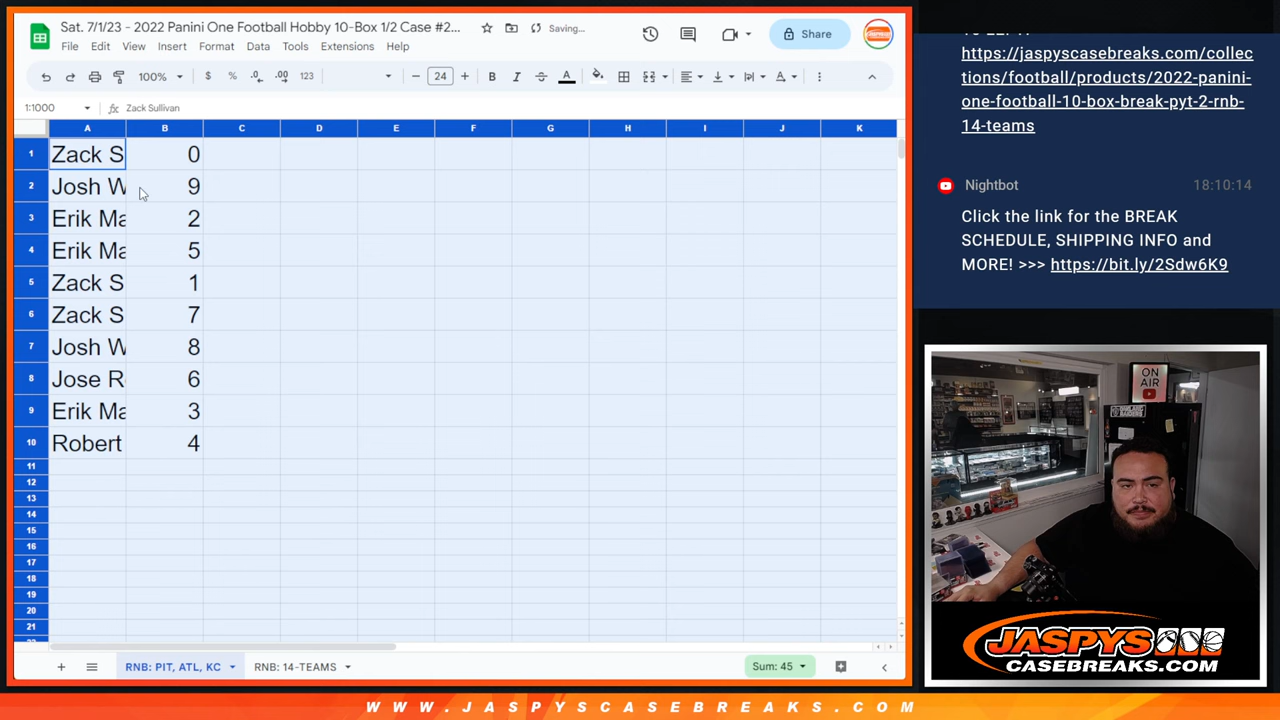 Sat. 7/1/23 - 2022 Panini One Football Hobby 10-Box 1/2 Case #2...
Saving...
File Edit View Insert Format Data Tools Extensions Help
Share
100% $ % .0 .00 123 24 B I A
1:1000 fx Zack Sullivan
A B C D E F G H I J K
1 Zack S 0
2 Josh W 9
3 Erik Ma 2
4 Erik Ma 5
5 Zack S 1
6 Zack S 7
7 Josh W 8
8 Jose R 6
9 Erik Ma 3
10 Robert 4
11
12
13
14
15
16
17
18
19
20
21
RNB: PIT, ATL, KC RNB: 14-TEAMS Sum: 45
https://jaspyscasebreaks.com/collec
tions/football/products/2022-panini-
one-football-10-box-break-pyt-2-rnb-
14-teams
Nightbot 18:10:14
Click the link for the BREAK
SCHEDULE, SHIPPING INFO and
MORE! >>> https://bit.ly/2Sdw6K9
ON
AIR
JASPYS
CASEBREAKS.COM
WWW.JASPYSCASEBREAKS.COM